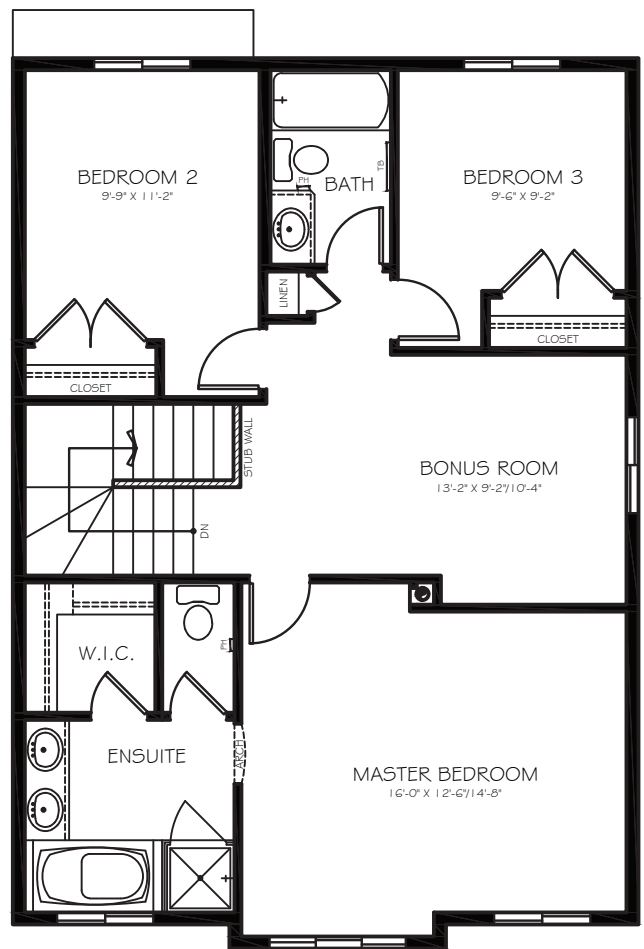 BEDROOM 2
9'-9" X 11'-2"
BATH
PH
TB
BEDROOM 3
9'-6" X 9'-2"
LINEN
CLOSET
CLOSET
STUB WALL
BONUS ROOM
13'-2" X 9'-2"/10'-4"
DN
W.I.C.
PH
ENSUITE
ARCH
MASTER BEDROOM
16'-0" X 12'-6"/14'-8"